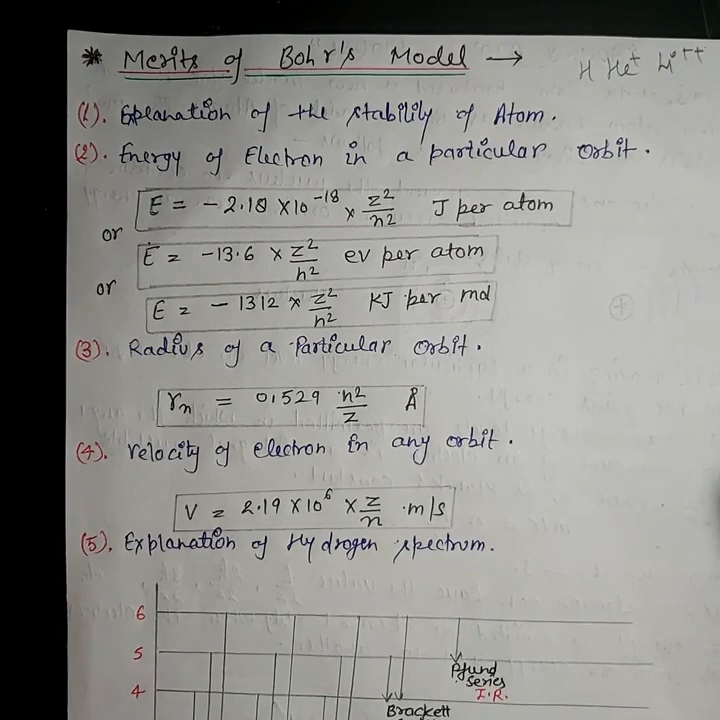 * Merits of Bohr's Model → H He⁺ Li⁺⁺
(1). Explanation of the stability of Atom.
(2). Energy of Electron in a particular orbit.
E = -2.18 ×10⁻¹⁸ × z²/n² J per atom
or
E = -13.6 × z²/n² ev per atom
or
E = - 1312 × z²/n² KJ per mol
(3). Radius of a Particular orbit.
rₙ = 0.529 n²/z Å
(4). Velocity of electron in any orbit.
V = 2.19 ×10⁶ × z/n m/s
(5). Explanation of Hydrogen spectrum.
6
5
Pfund
series
I.R.
4
Brackett